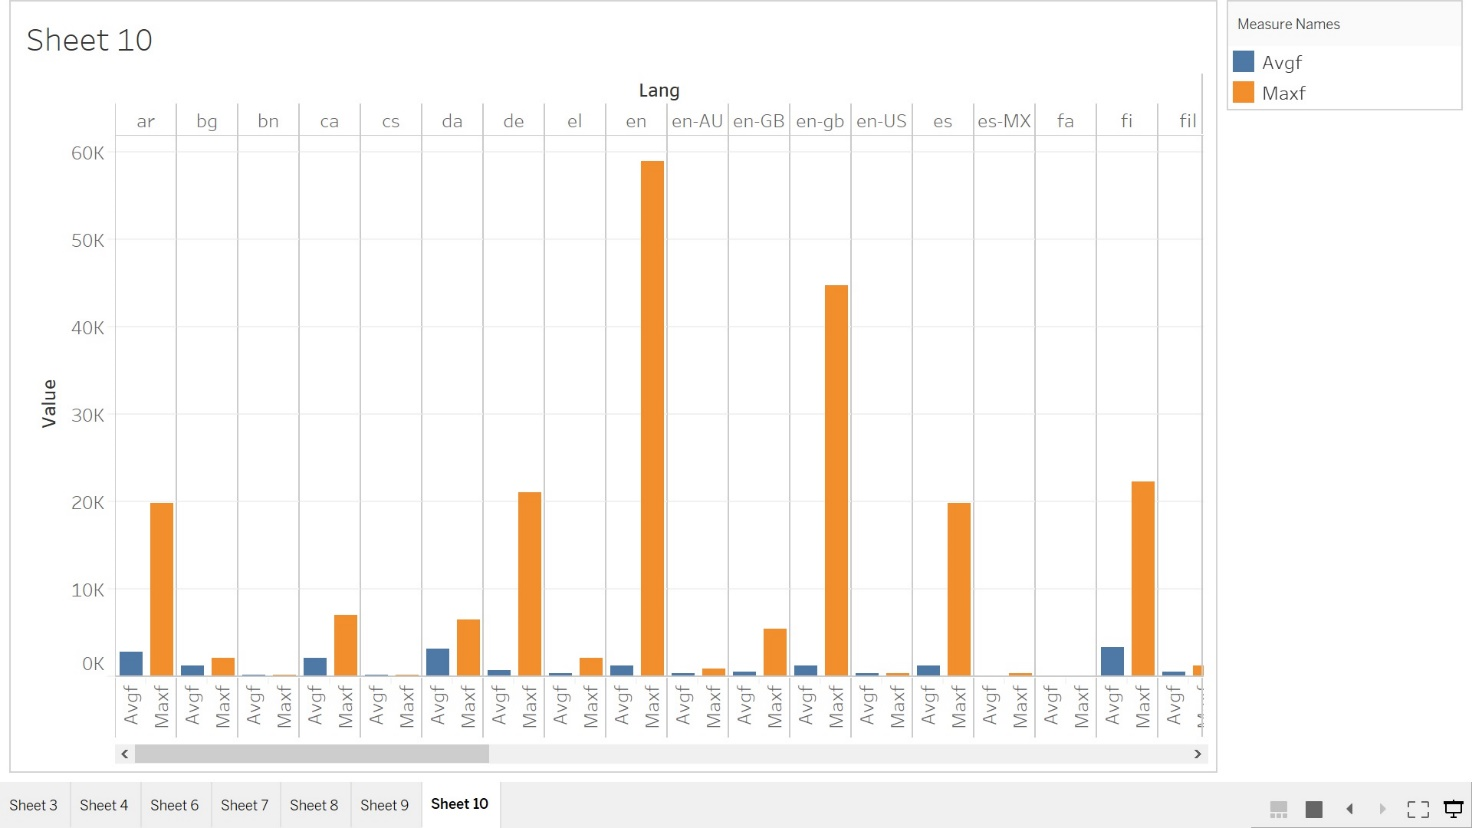 Sheet 10
Measure Names
Avgf
Maxf
Lang
ar bg bn ca cs da de el en en-AU en-GB en-gb en-US es es-MX fa fi fil
60K
50K
40K
30K
20K
10K
0K
Value
Avgf Maxf Avgf Maxf Avgf Maxf Avgf Maxf Avgf Maxf Avgf Maxf Avgf Maxf Avgf Maxf Avgf Maxf Avgf Maxf Avgf Maxf Avgf Maxf Avgf Maxf Avgf Maxf Avgf Maxf Avgf Maxf Avgf Maxf Avgf
Sheet 3 Sheet 4 Sheet 6 Sheet 7 Sheet 8 Sheet 9 Sheet 10